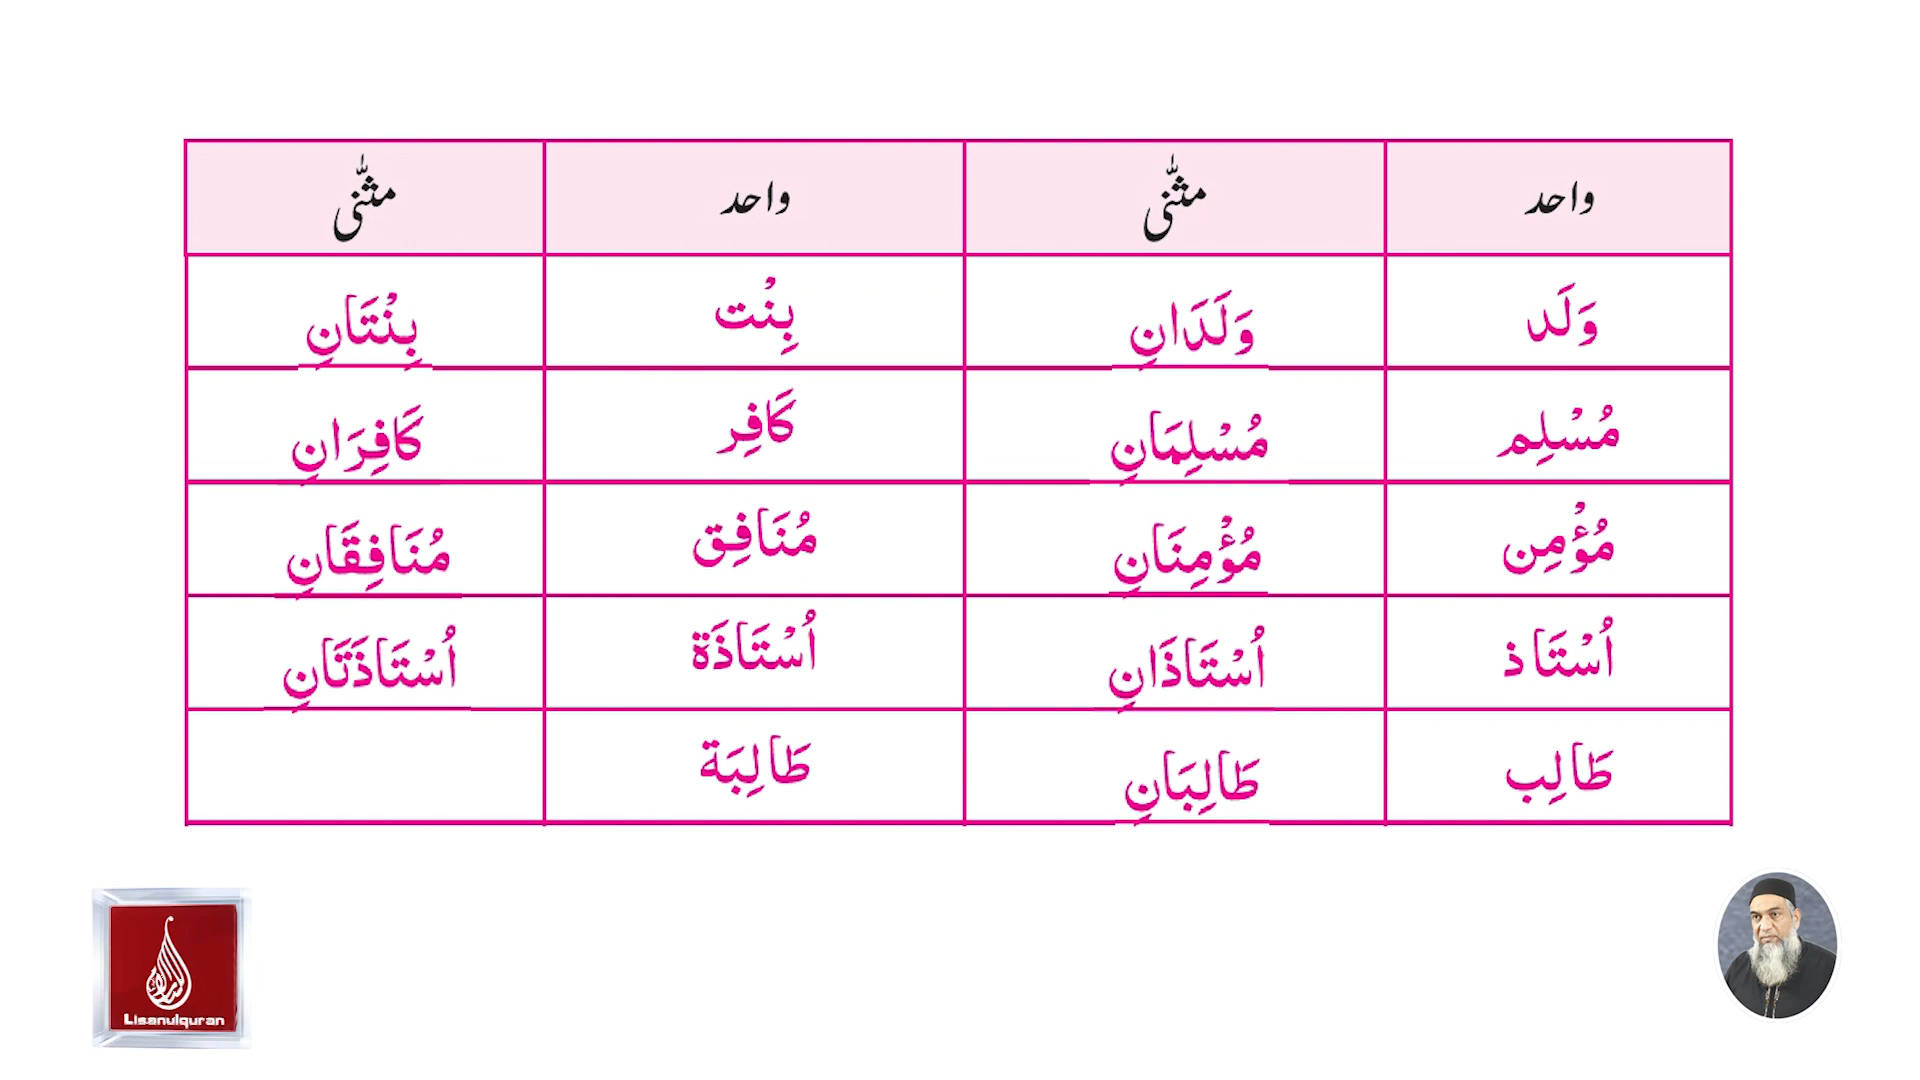 واحد مثنّٰی واحد مثنّٰی
وَلَد وَلَدَانِ بِنْت بِنْتَانِ
مُسْلِم مُسْلِمَانِ كَافِر كَافِرَانِ
مُؤْمِن مُؤْمِنَانِ مُنَافِق مُنَافِقَانِ
اُسْتَاذ اُسْتَاذَانِ اُسْتَاذَة اُسْتَاذَتَانِ
طَالِب طَالِبَانِ طَالِبَة
Lisanulquran